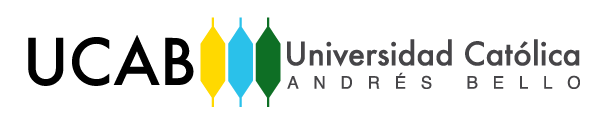 UCAB
Universidad Católica
ANDRÉS BELLO